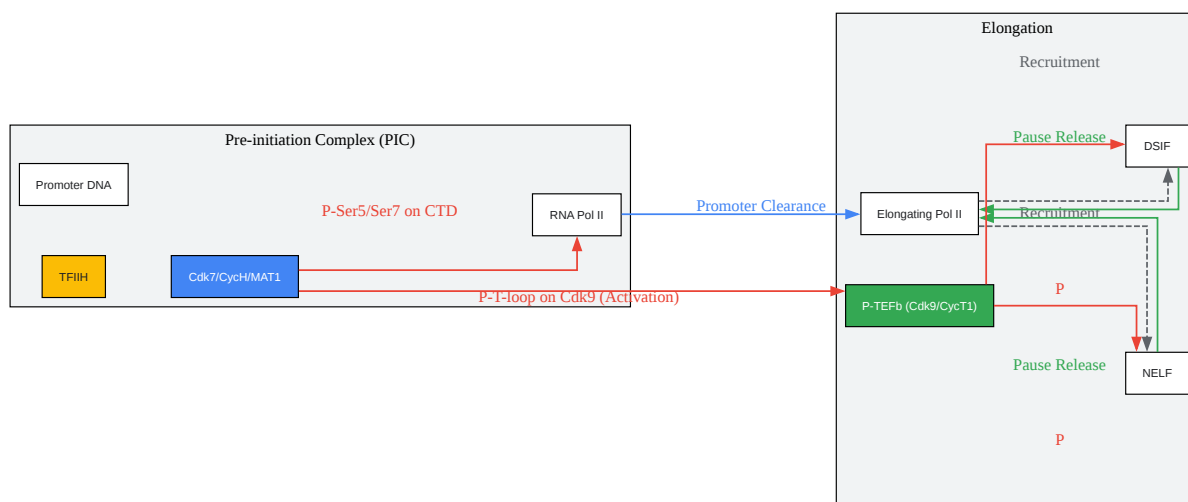 Elongation
Recruitment
Pre-initiation Complex (PIC)
Pause Release
DSIF
Promoter DNA
P-Ser5/Ser7 on CTD
RNA Pol II
Promoter Clearance
Elongating Pol II
Recruitment
TFIIH
Cdk7/CycH/MAT1
P-T-loop on Cdk9 (Activation)
P-TEFb (Cdk9/CycT1)
P
Pause Release
NELF
P